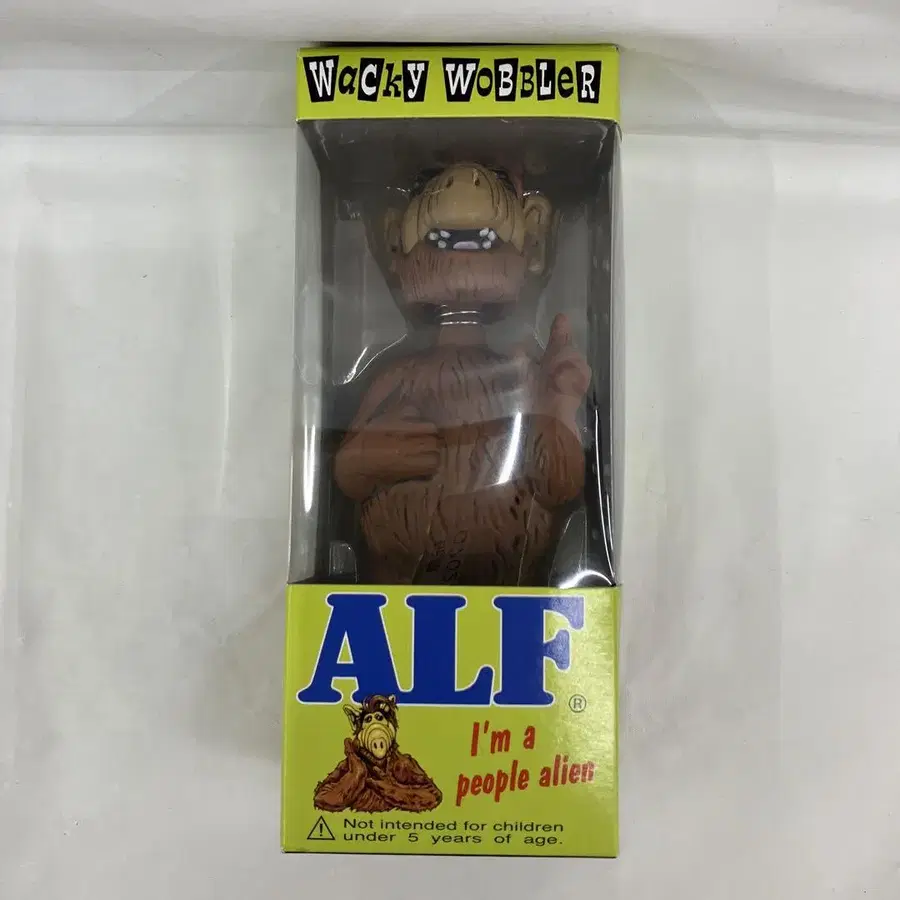 Wacky WoBBLeR
ALF
®
I'm a
people alien
Not intended for children
under 5 years of age.